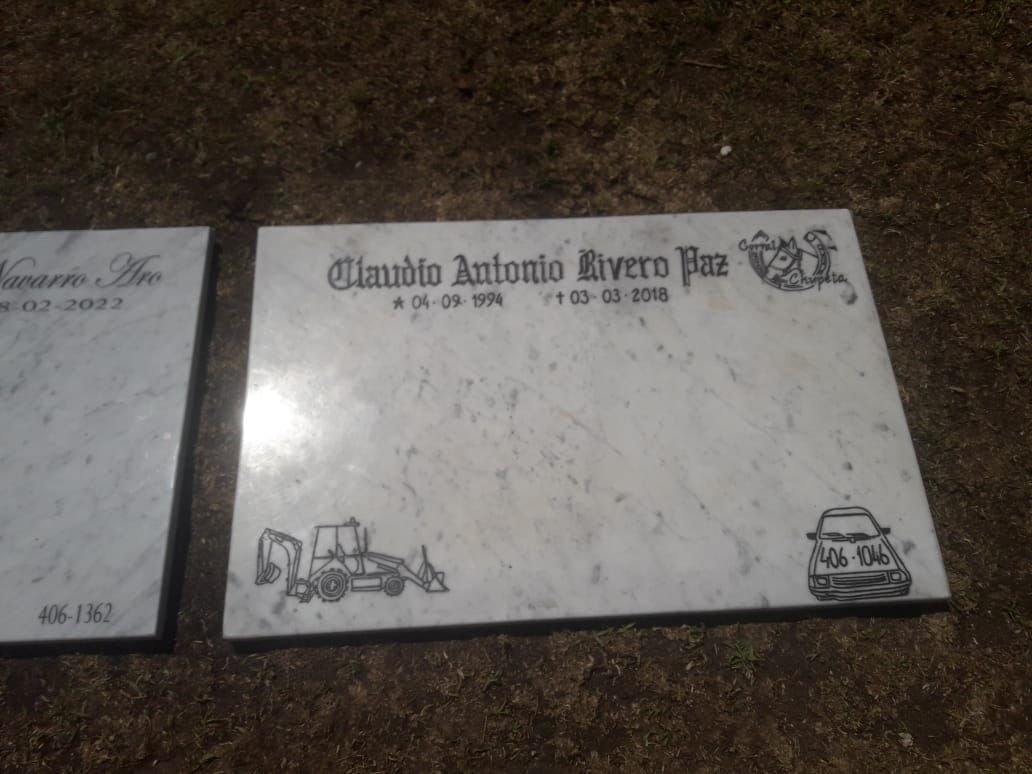 Navarro Aro
8-02-2022
406-1362
Claudio Antonio Rivero Paz
★ 04·09·1994 ✝ 03·03·2018
Corral
Chupeta
406·1046